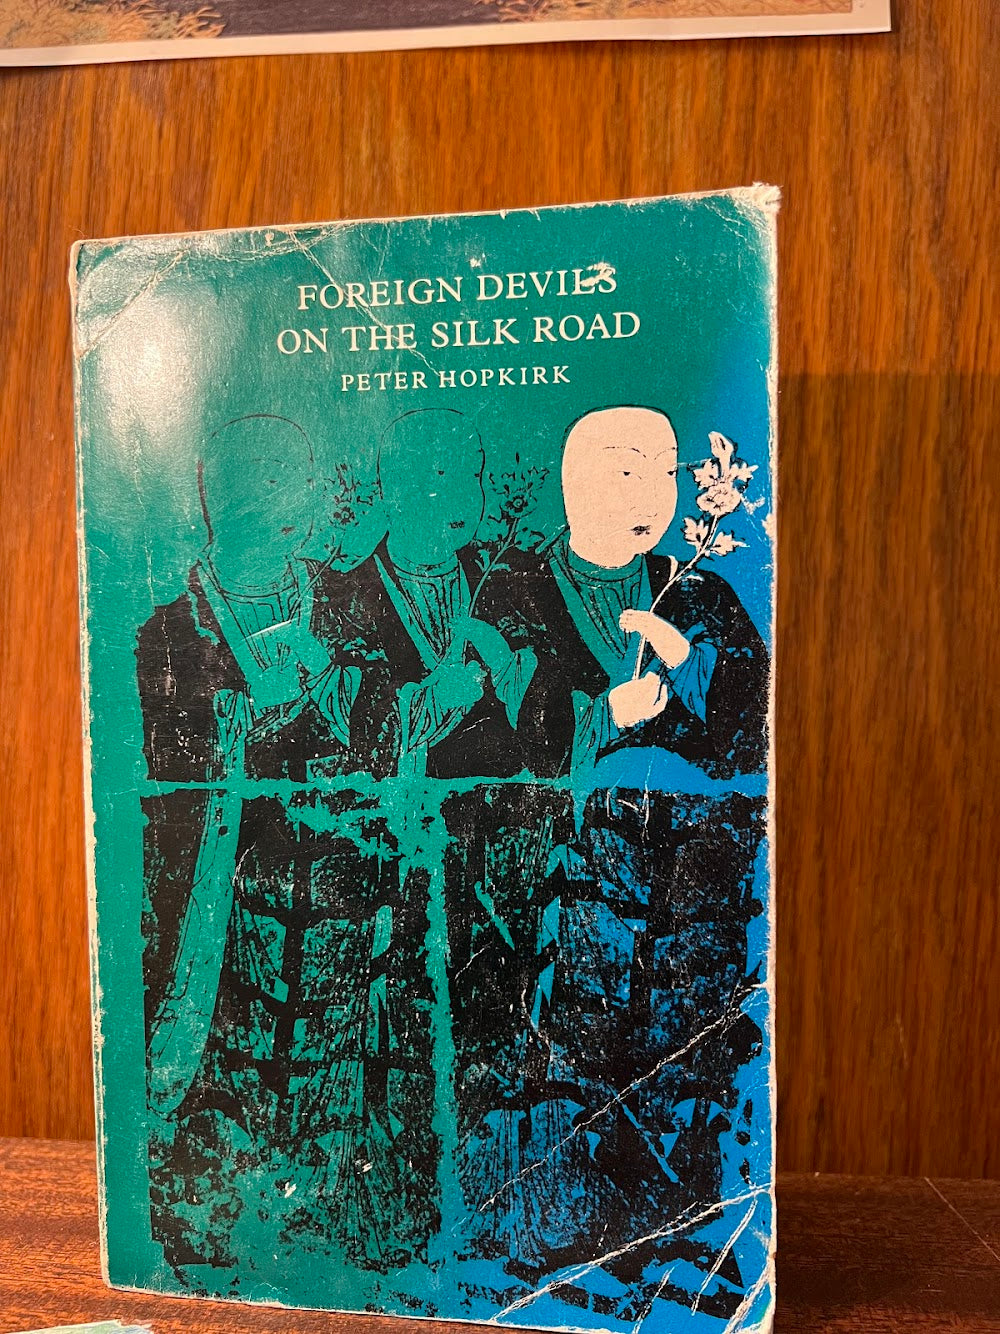 FOREIGN DEVILS
ON THE SILK ROAD
PETER HOPKIRK